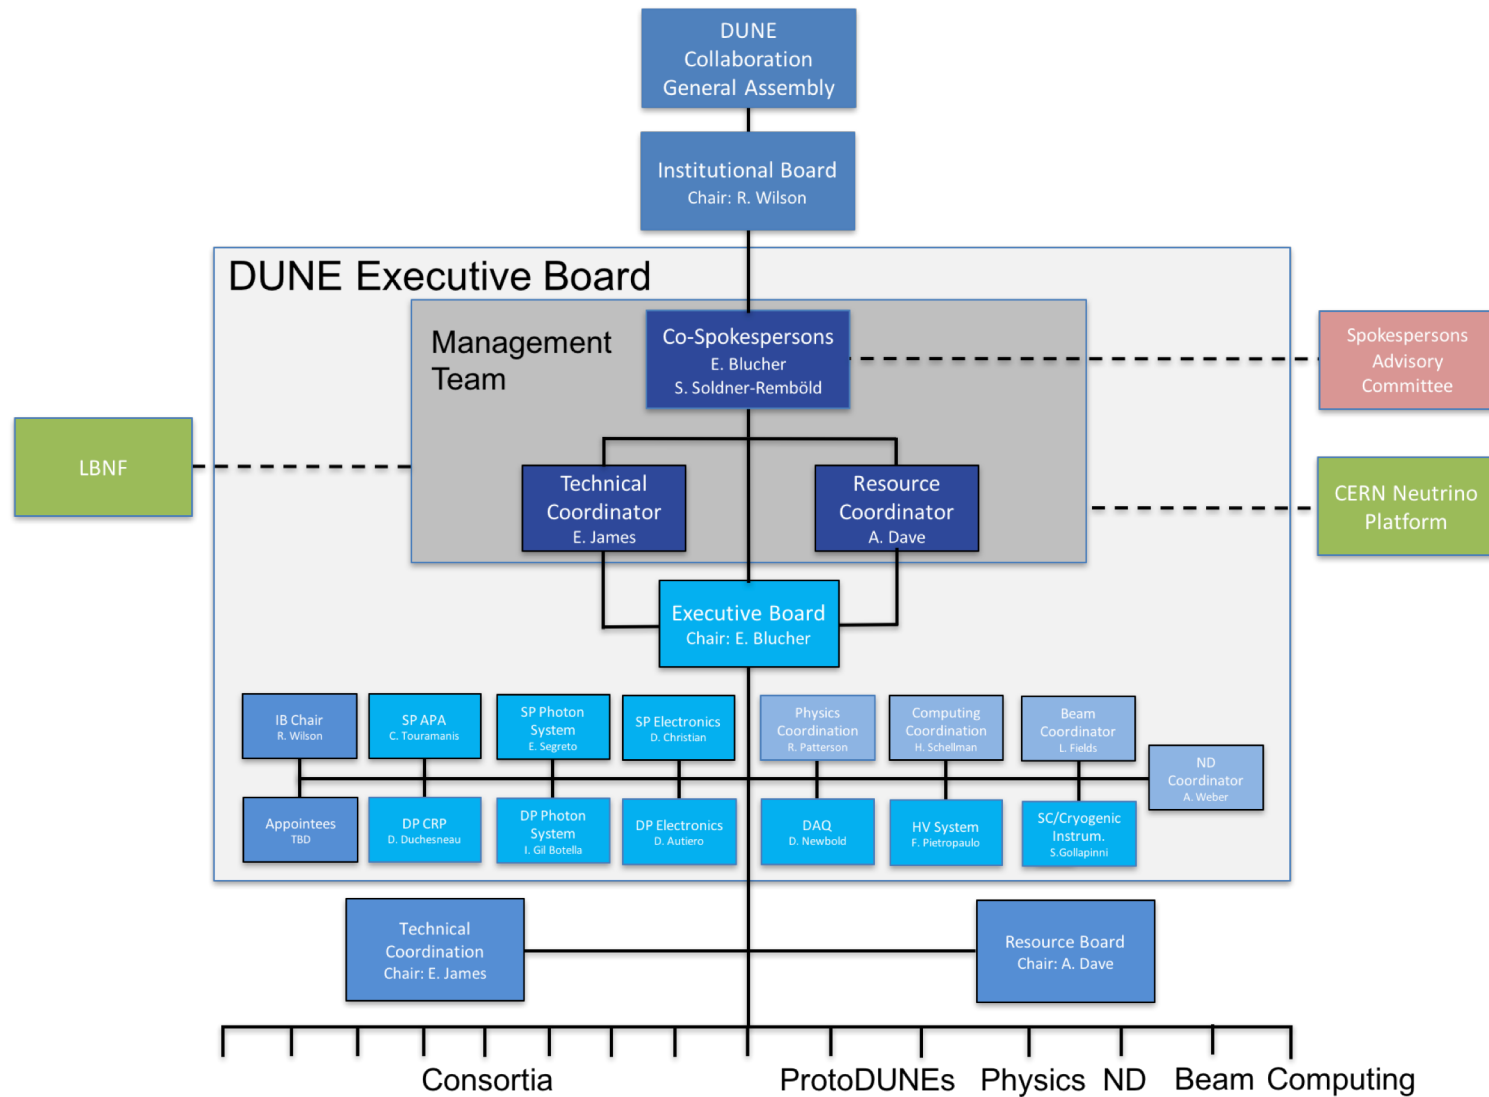 DUNE
Collaboration
General Assembly
Institutional Board
Chair: R. Wilson
DUNE Executive Board
Management
Team
Co-Spokespersons
E. Blucher
S. Soldner-Remböld
Spokespersons
Advisory
Committee
LBNF
CERN Neutrino
Platform
Technical
Coordinator
E. James
Resource
Coordinator
A. Dave
Executive Board
Chair: E. Blucher
IB Chair
R. Wilson
SP APA
C. Touramanis
SP Photon
System
E. Segreto
SP Electronics
D. Christian
Physics
Coordination
R. Patterson
Computing
Coordination
H. Schellman
Beam
Coordinator
L. Fields
ND
Coordinator
A. Weber
Appointees
TBD
DP CRP
D. Duchesneau
DP Photon
System
I. Gil Botella
DP Electronics
D. Autiero
DAQ
D. Newbold
HV System
F. Pietropaulo
SC/Cryogenic
Instrum.
S.Gollapinni
Technical
Coordination
Chair: E. James
Resource Board
Chair: A. Dave
Consortia
ProtoDUNEs
Physics
ND
Beam
Computing